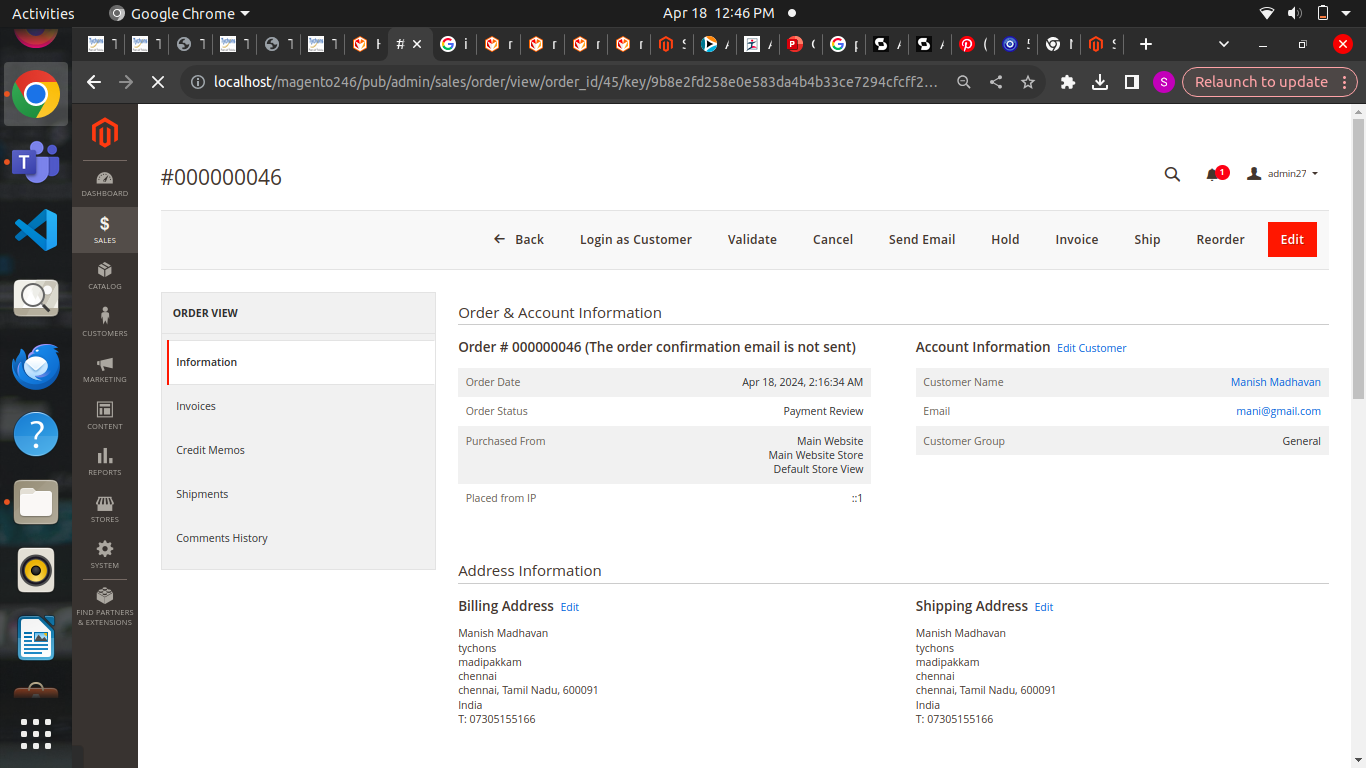 Activities
Google Chrome
Apr 18 12:46 PM
localhost/magento246/pub/admin/sales/order/view/order_id/45/key/9b8e2fd258e0e583da4b4b33ce7294cfcff2...
S
Relaunch to update
DASHBOARD
SALES
CATALOG
CUSTOMERS
MARKETING
CONTENT
REPORTS
STORES
SYSTEM
FIND PARTNERS
& EXTENSIONS
#000000046
1
admin27
Back
Login as Customer
Validate
Cancel
Send Email
Hold
Invoice
Ship
Reorder
Edit
ORDER VIEW
Information
Invoices
Credit Memos
Shipments
Comments History
Order & Account Information
Order # 000000046 (The order confirmation email is not sent)
Order Date Apr 18, 2024, 2:16:34 AM
Order Status Payment Review
Purchased From Main Website
Main Website Store
Default Store View
Placed from IP ::1
Account Information Edit Customer
Customer Name Manish Madhavan
Email mani@gmail.com
Customer Group General
Address Information
Billing Address Edit
Manish Madhavan
tychons
madipakkam
chennai
chennai, Tamil Nadu, 600091
India
T: 07305155166
Shipping Address Edit
Manish Madhavan
tychons
madipakkam
chennai
chennai, Tamil Nadu, 600091
India
T: 07305155166